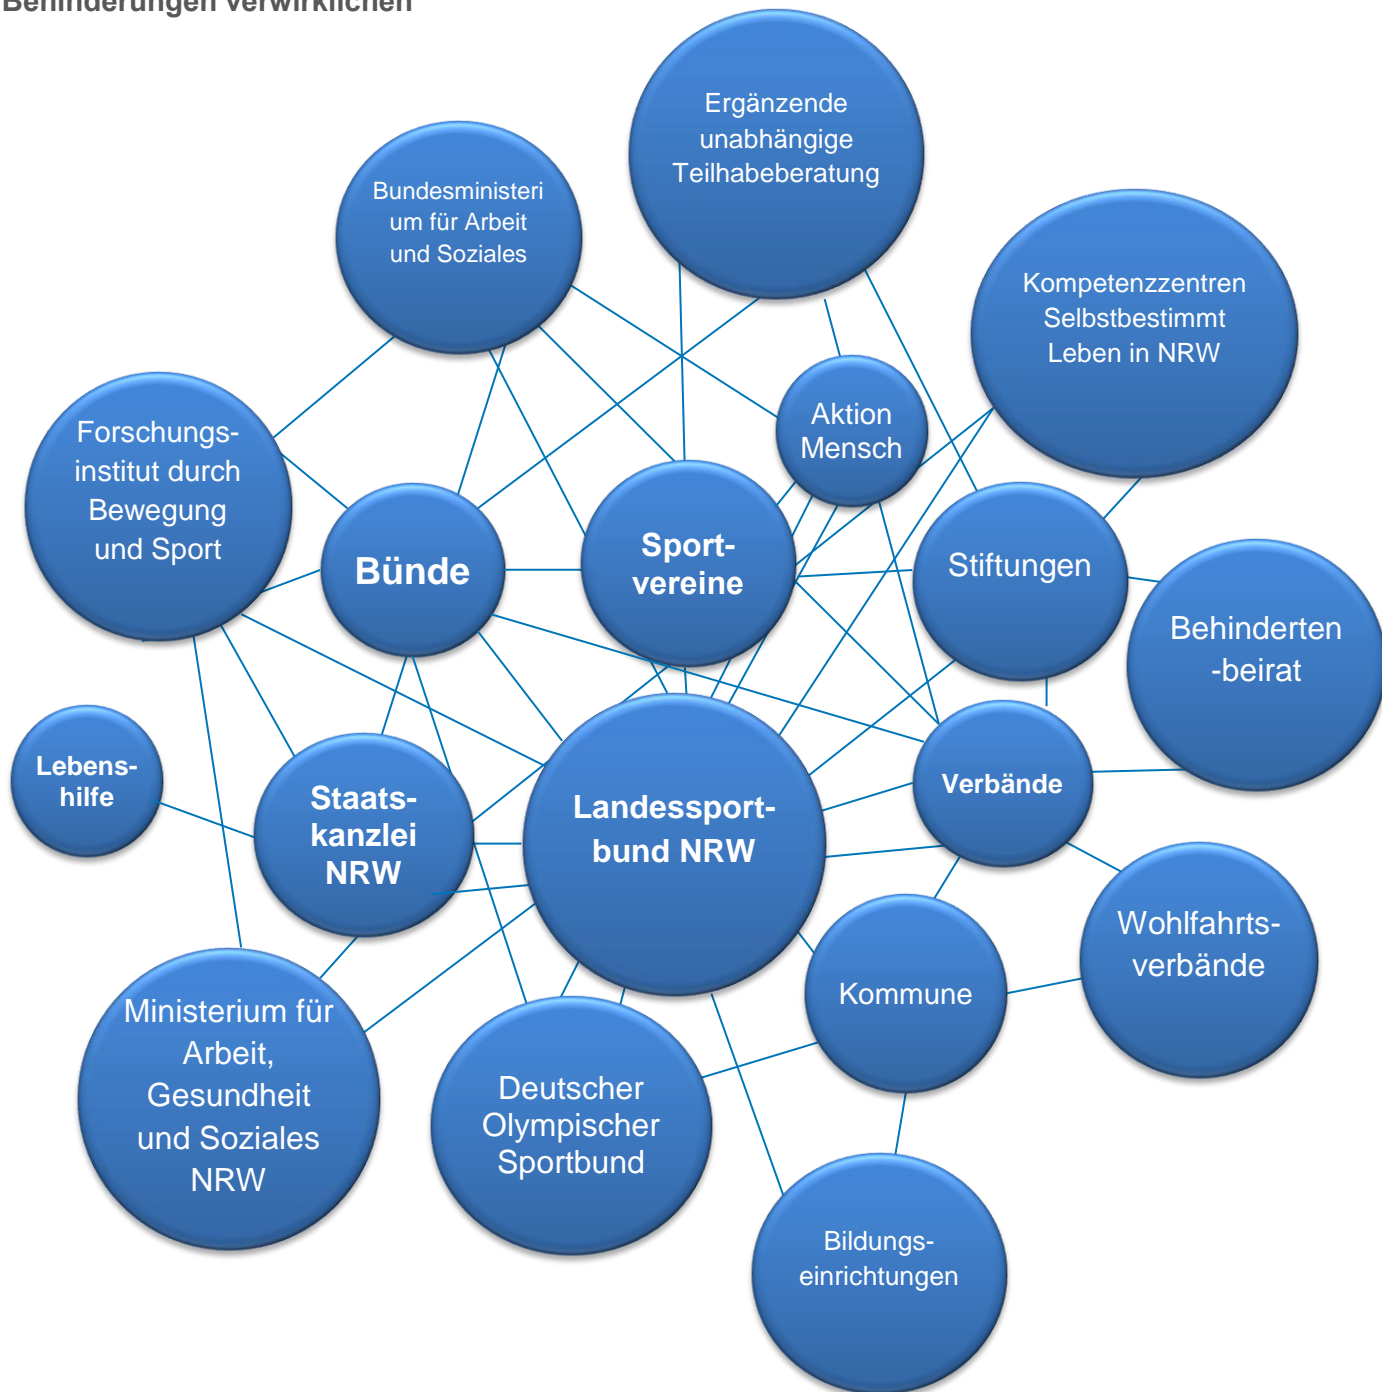 Behinderungen verwirklichen
Ergänzende
unabhängige
Teilhabeberatung
Bundesministeri
um für Arbeit
und Soziales
Kompetenzzentren
Selbstbestimmt
Leben in NRW
Aktion
Mensch
Forschungs-
institut durch
Bewegung
und Sport
Bünde
Sport-
vereine
Stiftungen
Behinderten
-beirat
Lebens-
hilfe
Staats-
kanzlei
NRW
Landessport-
bund NRW
Verbände
Wohlfahrts-
verbände
Kommune
Ministerium für
Arbeit,
Gesundheit
und Soziales
NRW
Deutscher
Olympischer
Sportbund
Bildungs-
einrichtungen